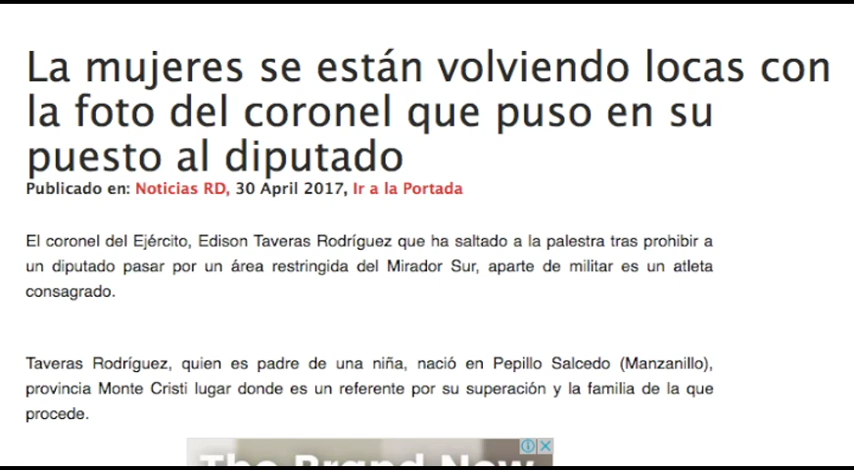 La mujeres se están volviendo locas con
la foto del coronel que puso en su
puesto al diputado
Publicado en: Noticias RD, 30 April 2017, Ir a la Portada
El coronel del Ejército, Edison Taveras Rodríguez que ha saltado a la palestra tras prohibir a
un diputado pasar por un área restringida del Mirador Sur, aparte de militar es un atleta
consagrado.
Taveras Rodríguez, quien es padre de una niña, nació en Pepillo Salcedo (Manzanillo),
provincia Monte Cristi lugar donde es un referente por su superación y la familia de la que
procede.
The Brand New